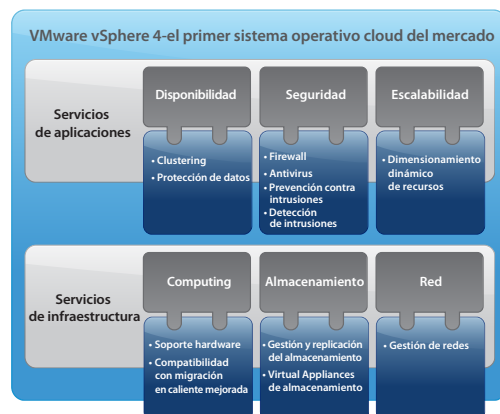 VMware vSphere 4-el primer sistema operativo cloud del mercado
Servicios
de aplicaciones
Disponibilidad
• Clustering
• Protección de datos
Seguridad
• Firewall
• Antivirus
• Prevención contra
intrusiones
• Detección
de intrusiones
Escalabilidad
• Dimensionamiento
dinámico
de recursos
Servicios
de infraestructura
Computing
• Soporte hardware
• Compatibilidad
con migración
en caliente mejorada
Almacenamiento
• Gestión y replicación
del almacenamiento
• Virtual Appliances
de almacenamiento
Red
• Gestión de redes